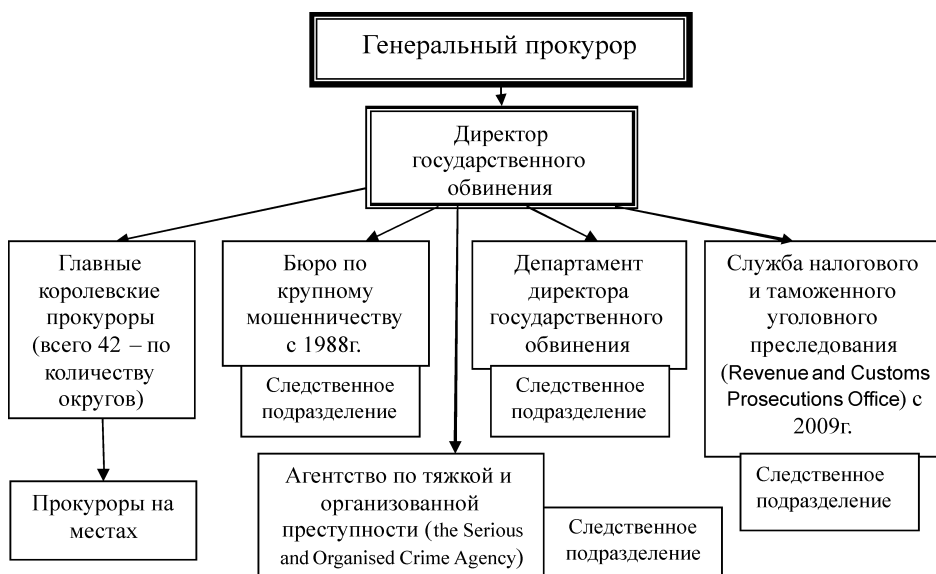 Генеральный прокурор
Директор
государственного
обвинения
Главные
королевские
прокуроры
(всего 42 – по
количеству
округов)
Прокуроры на
местах
Бюро по
крупному
мошенничеству
с 1988г.
Следственное
подразделение
Департамент
директора
государственного
обвинения
Следственное
подразделение
Служба налогового
и таможенного
уголовного
преследования
(Revenue and Customs
Prosecutions Office) с
2009г.
Следственное
подразделение
Агентство по тяжкой и
организованной
преступности (the Serious
and Organised Crime Agency)
Следственное
подразделение